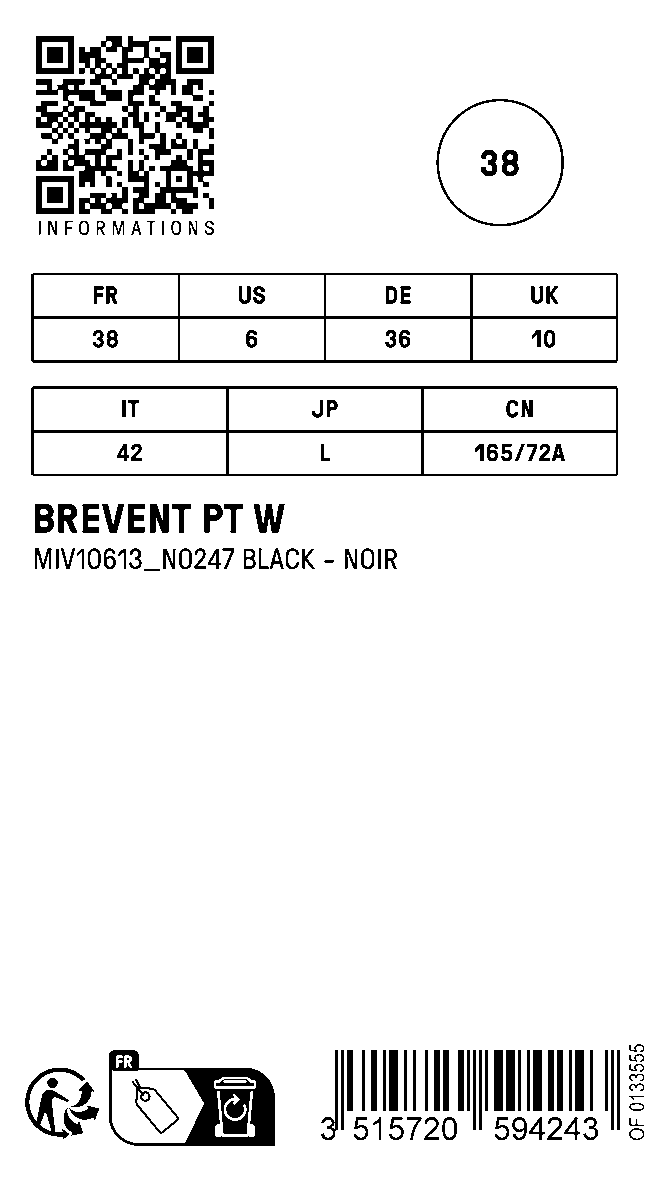 INFORMATIONS
38
FR US DE UK
38 6 36 10
IT JP CN
42 L 165/72A
BREVENT PT W
MIV10613_N0247 BLACK - NOIR
FR
3 515720 594243
OF 0133555